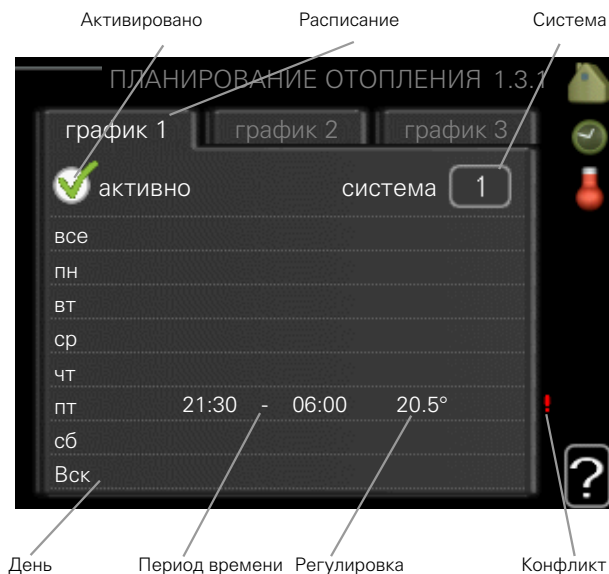 Активировано Расписание Система
ПЛАНИРОВАНИЕ ОТОПЛЕНИЯ 1.3.1
график 1 график 2 график 3
активно система 1
все
пн
вт
ср
чт
пт 21:30 - 06:00 20.5° !
сб
Вск
?
День Период времени Регулировка Конфликт